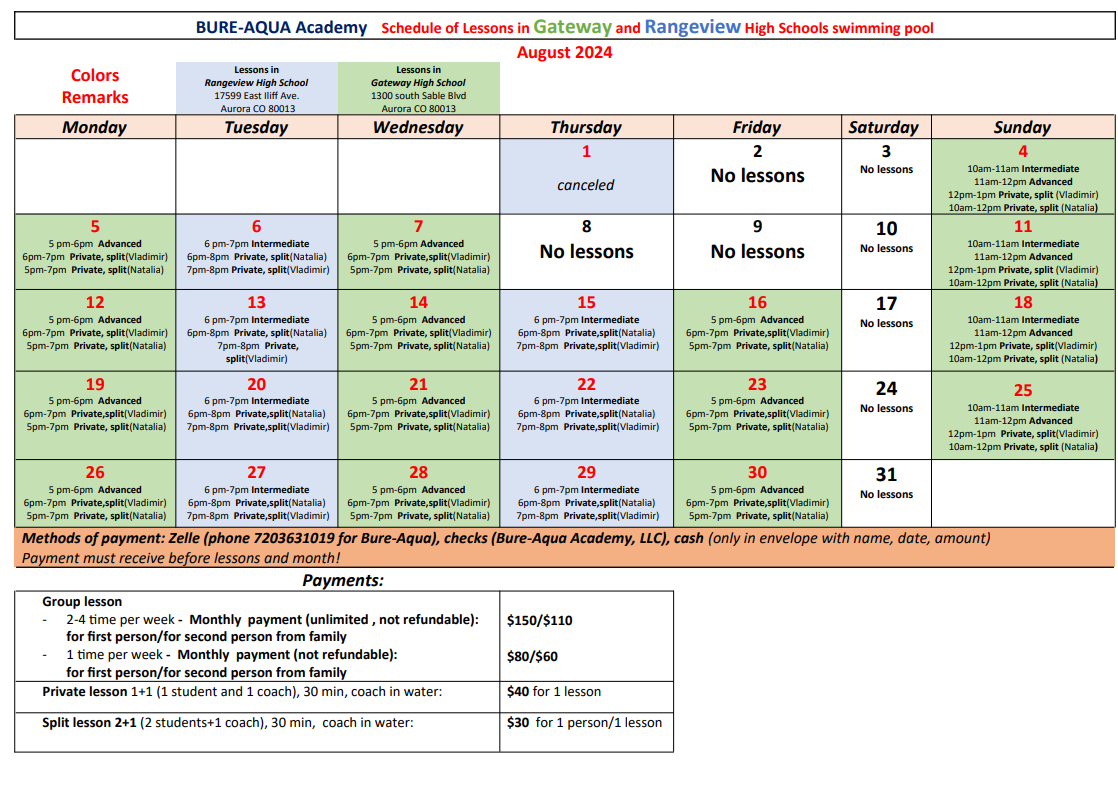 BURE-AQUA Academy Schedule of Lessons in Gateway and Rangeview High Schools swimming pool
August 2024
Colors
Remarks
Lessons in
Rangeview High School
17599 East Iliff Ave.
Aurora CO 80013
Lessons in
Gateway High School
1300 south Sable Blvd
Aurora CO 80013
Monday Tuesday Wednesday Thursday Friday Saturday Sunday
1
canceled
2
No lessons
3
No lessons
4
10am-11am Intermediate
11am-12pm Advanced
12pm-1pm Private, split (Vladimir)
10am-12pm Private, split (Natalia)
5
5 pm-6pm Advanced
6pm-7pm Private, split(Vladimir)
5pm-7pm Private, split(Natalia)
6
6 pm-7pm Intermediate
6pm-8pm Private, split(Natalia)
7pm-8pm Private, split(Vladimir)
7
5 pm-6pm Advanced
6pm-7pm Private, split(Vladimir)
5pm-7pm Private, split(Natalia)
8
No lessons
9
No lessons
10
No lessons
11
10am-11am Intermediate
11am-12pm Advanced
12pm-1pm Private, split(Vladimir)
10am-12pm Private, split (Natalia)
12
5 pm-6pm Advanced
6pm-7pm Private, split(Vladimir)
5pm-7pm Private, split(Natalia)
13
6 pm-7pm Intermediate
6pm-8pm Private, split(Natalia)
7pm-8pm Private,
split(Vladimir)
14
5 pm-6pm Advanced
6pm-7pm Private, split(Vladimir)
5pm-7pm Private, split(Natalia)
15
6 pm-7pm Intermediate
6pm-8pm Private,split(Natalia)
7pm-8pm Private,split(Vladimir)
16
5 pm-6pm Advanced
6pm-7pm Private, split(Vladimir)
5pm-7pm Private, split(Natalia)
17
No lessons
18
10am-11am Intermediate
11am-12pm Advanced
12pm-1pm Private, split(Vladimir)
10am-12pm Private, split (Natalia)
19
5 pm-6pm Advanced
6pm-7pm Private,split(Vladimir)
5pm-7pm Private, split(Natalia)
20
6 pm-7pm Intermediate
6pm-8pm Private,split(Natalia)
7pm-8pm Private,split(Vladimir)
21
5 pm-6pm Advanced
6pm-7pm Private,split(Vladimir)
5pm-7pm Private, split(Natalia)
22
6 pm-7pm Intermediate
6pm-8pm Private,split(Natalia)
7pm-8pm Private,split(Vladimir)
23
5 pm-6pm Advanced
6pm-7pm Private,split(Vladimir)
5pm-7pm Private, split(Natalia)
24
No lessons
25
10am-11am Intermediate
11am-12pm Advanced
12pm-1pm Private, split(Vladimir)
10am-12pm Private, split (Natalia)
26
5 pm-6pm Advanced
6pm-7pm Private,split(Vladimir)
5pm-7pm Private, split(Natalia)
27
6 pm-7pm Intermediate
6pm-8pm Private,split(Natalia)
7pm-8pm Private,split(Vladimir)
28
5 pm-6pm Advanced
6pm-7pm Private,split(Vladimir)
5pm-7pm Private, split(Natalia)
29
6 pm-7pm Intermediate
6pm-8pm Private,split(Natalia)
7pm-8pm Private,split(Vladimir)
30
5 pm-6pm Advanced
6pm-7pm Private,split(Vladimir)
5pm-7pm Private, split(Natalia)
31
No lessons
Methods of payment: Zelle (phone 7203631019 for Bure-Aqua), checks (Bure-Aqua Academy, LLC), cash (only in envelope with name, date, amount)
Payment must receive before lessons and month!
Payments:
Group lesson
- 2-4 time per week - Monthly payment (unlimited , not refundable): $150/$110
for first person/for second person from family
- 1 time per week - Monthly payment (not refundable): $80/$60
for first person/for second person from family
Private lesson 1+1 (1 student and 1 coach), 30 min, coach in water: $40 for 1 lesson
Split lesson 2+1 (2 students+1 coach), 30 min, coach in water: $30 for 1 person/1 lesson